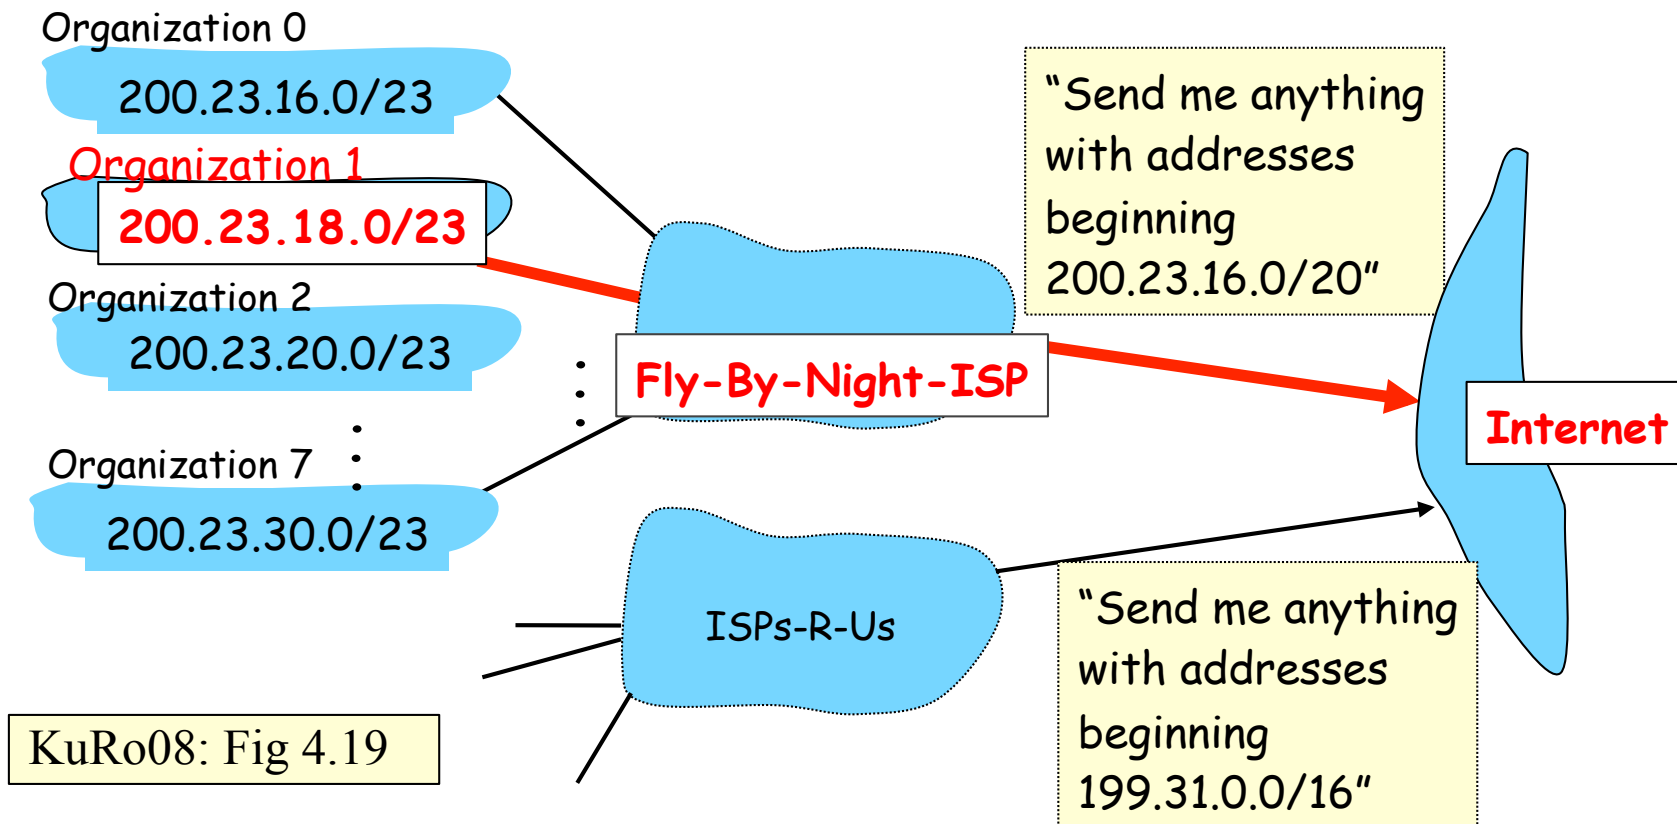 Organization 0
200.23.16.0/23
Organization 1
200.23.18.0/23
Organization 2
200.23.20.0/23
Organization 7
200.23.30.0/23
Fly-By-Night-ISP
“Send me anything
with addresses
beginning
200.23.16.0/20”
Internet
ISPs-R-Us
“Send me anything
with addresses
beginning
199.31.0.0/16”
KuRo08: Fig 4.19